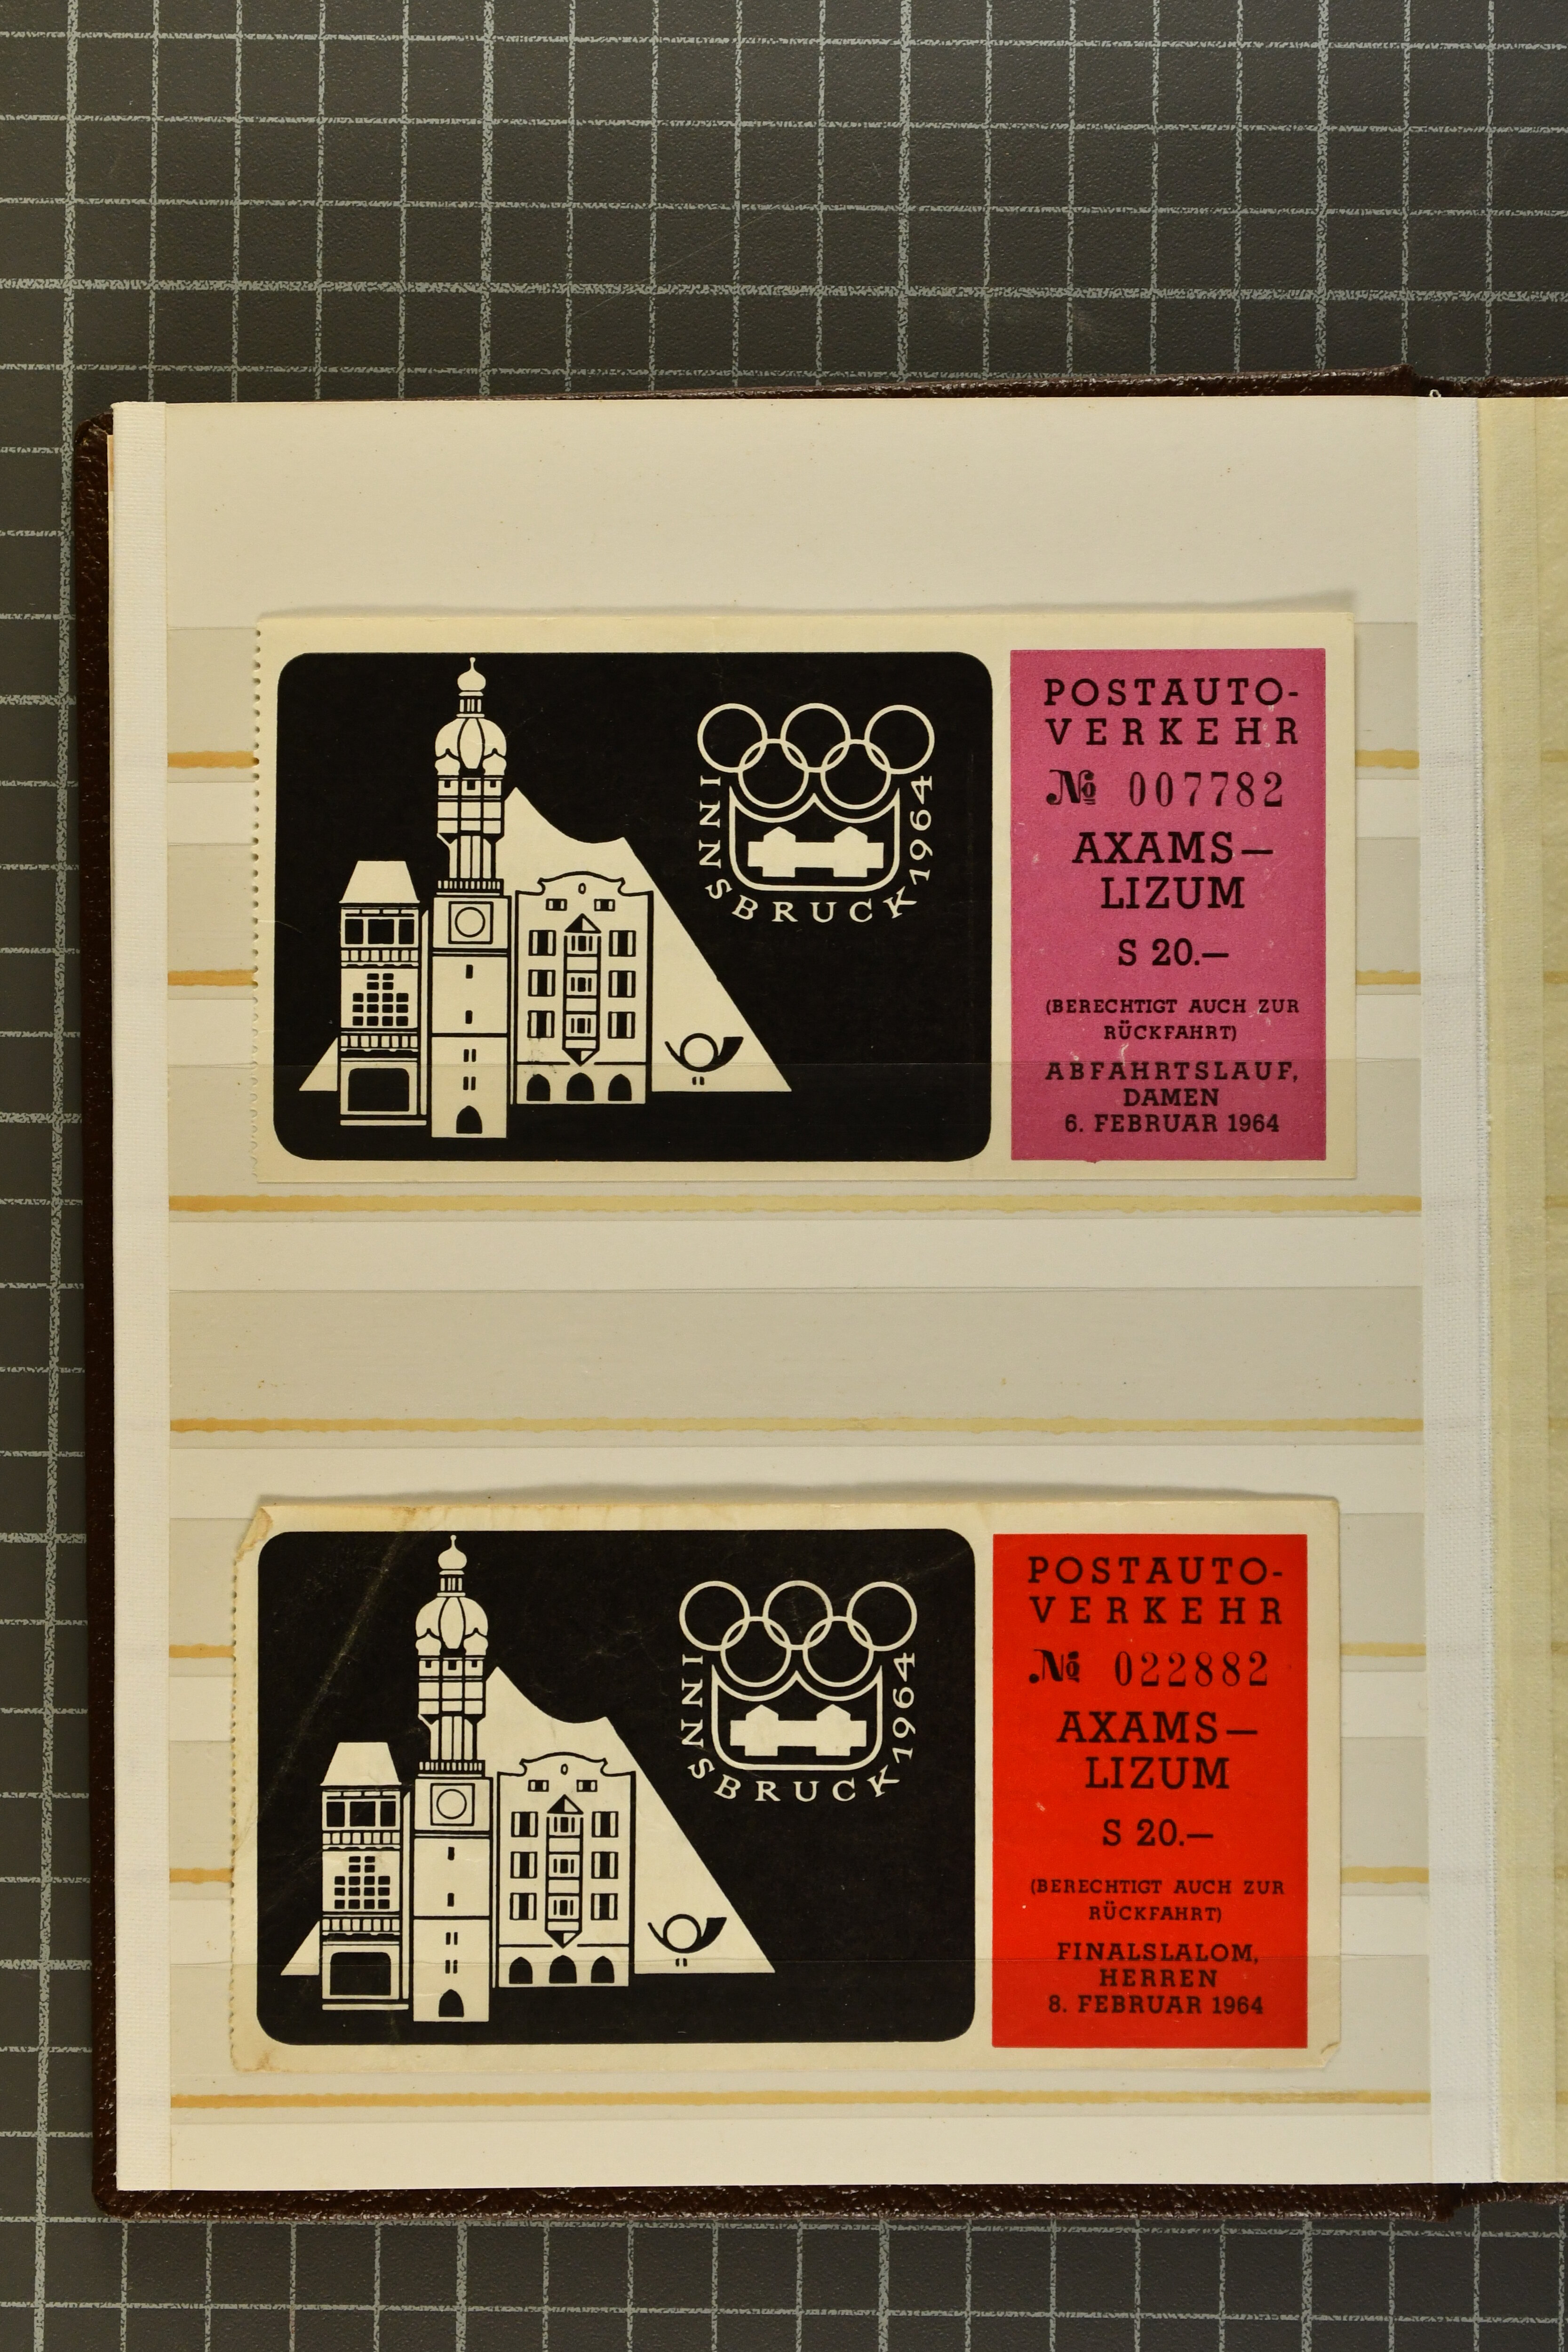 INNSBRUCK 1964
POSTAUTO-
VERKEHR
№ 007782
AXAMS—
LIZUM
S 20.—
(BERECHTIGT AUCH ZUR
RÜCKFAHRT)
ABFAHRTSLAUF,
DAMEN
6. FEBRUAR 1964
INNSBRUCK 1964
POSTAUTO-
VERKEHR
№ 022882
AXAMS—
LIZUM
S 20.—
(BERECHTIGT AUCH ZUR
RÜCKFAHRT)
FINALSLALOM,
HERREN
8. FEBRUAR 1964